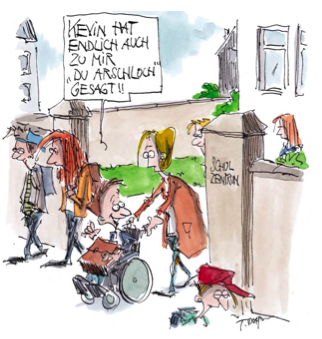 KEVIN HAT
ENDLICH AUCH
ZU MIR
„DU ARSCHLOCH“
GESAGT!!
SCHUL
ZENTRUM